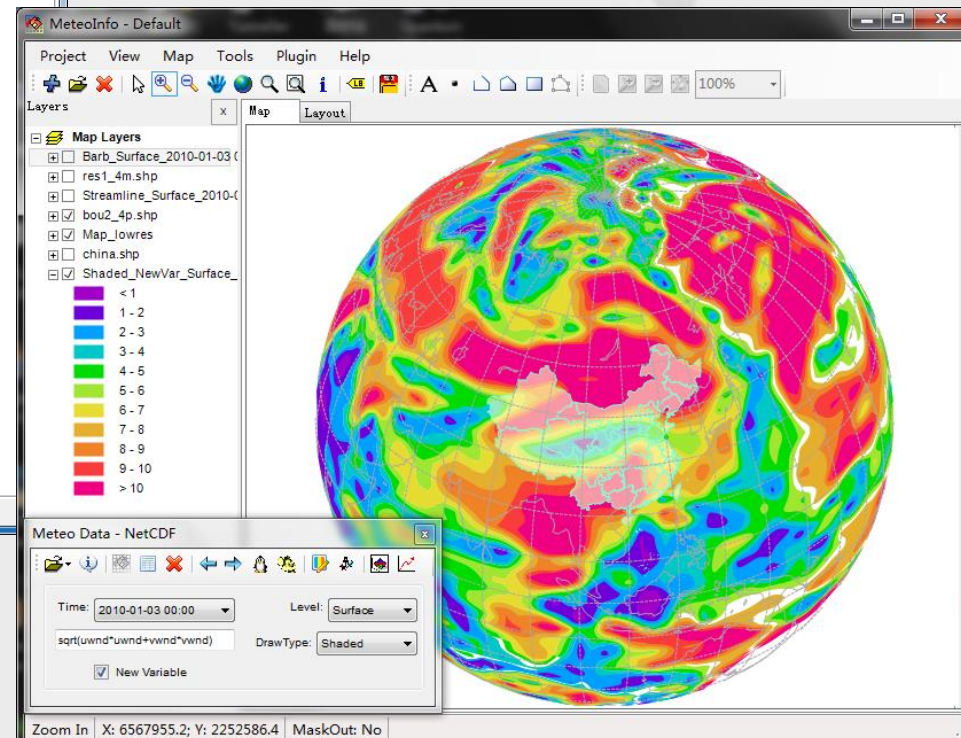 MeteoInfo - Default
Project View Map Tools Plugin Help
LB A 100%
Layers x Map Layout
Map Layers
Barb_Surface_2010-01-03
res1_4m.shp
Streamline_Surface_2010-
bou2_4p.shp
Map_lowres
china.shp
Shaded_NewVar_Surface_
< 1
1 - 2
2 - 3
3 - 4
4 - 5
5 - 6
6 - 7
7 - 8
8 - 9
9 - 10
> 10
Meteo Data - NetCDF
Time: 2010-01-03 00:00 Level: Surface
sqrt(uwnd*uwnd+vwnd*vwnd) DrawType: Shaded
New Variable
Zoom In X: 6567955.2; Y: 2252586.4 MaskOut: No